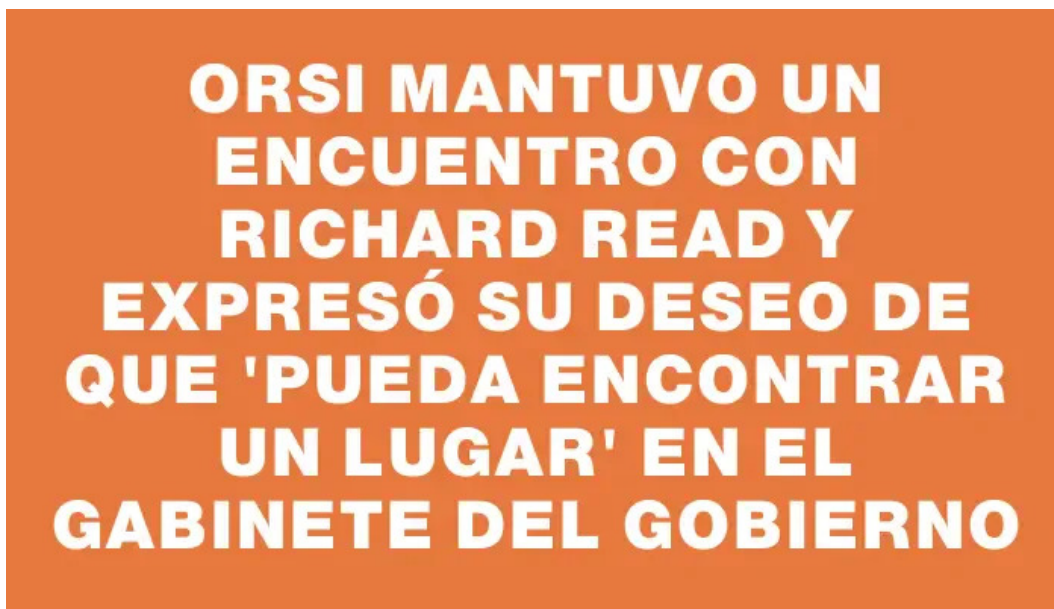 ORSI MANTUVO UN
ENCUENTRO CON
RICHARD READ Y
EXPRESÓ SU DESEO DE
QUE 'PUEDA ENCONTRAR
UN LUGAR' EN EL
GABINETE DEL GOBIERNO